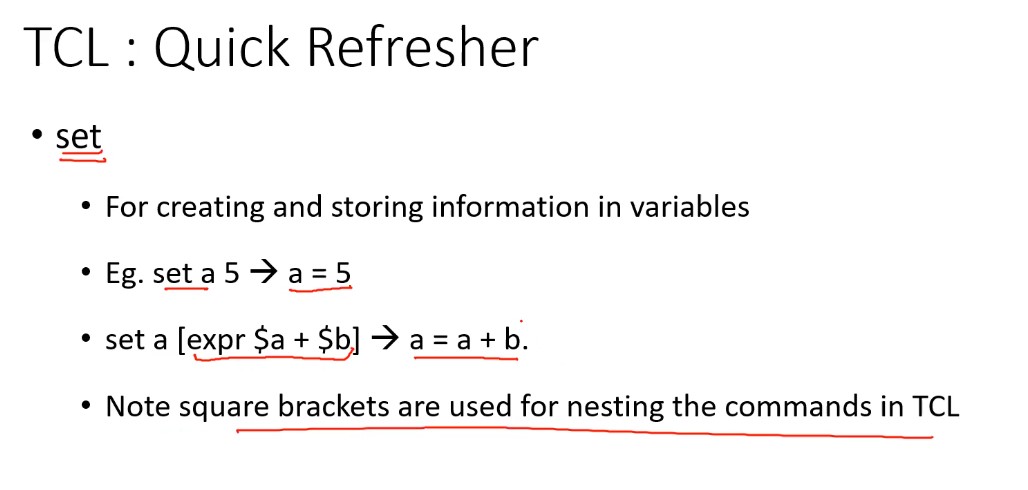 TCL : Quick Refresher
• set
• For creating and storing information in variables
• Eg. set a 5 → a = 5
• set a [expr $a + $b] → a = a + b.
• Note square brackets are used for nesting the commands in TCL